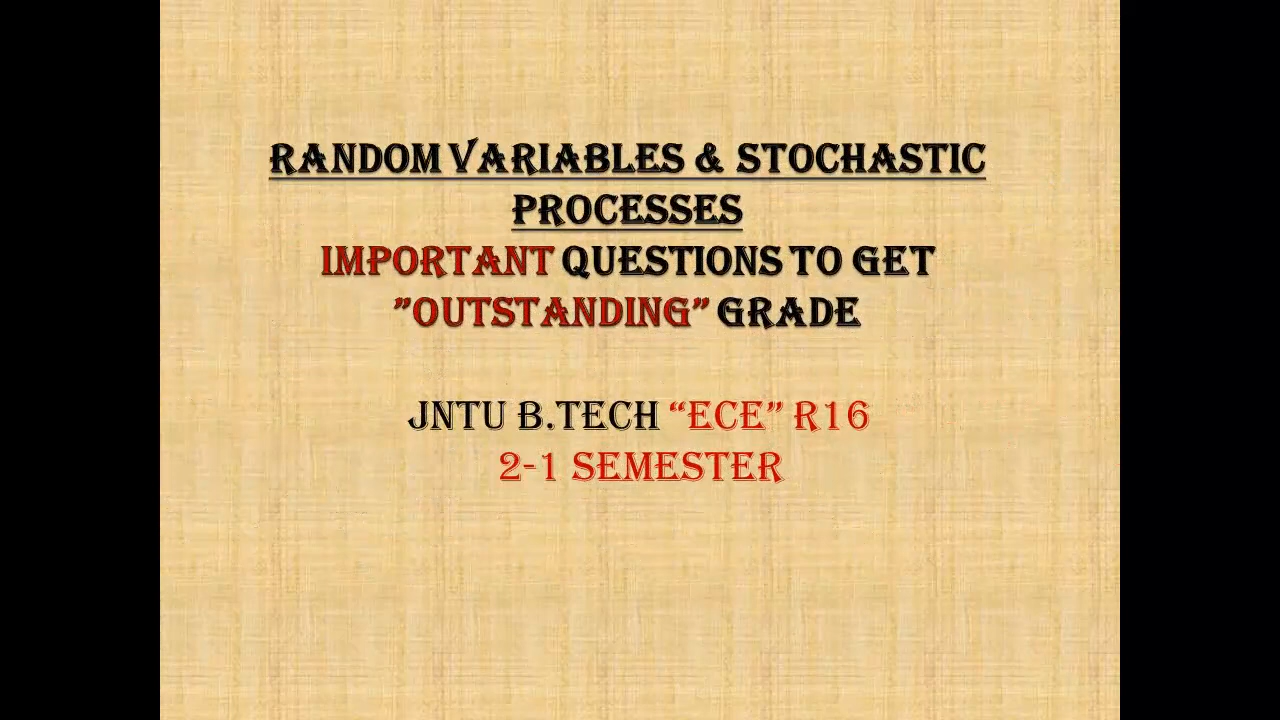 RANDOM VARIABLES & STOCHASTIC
PROCESSES
IMPORTANT QUESTIONS TO GET
”OUTSTANDING” GRADE
JNTU B.TECH “ECE” R16
2-1 SEMESTER